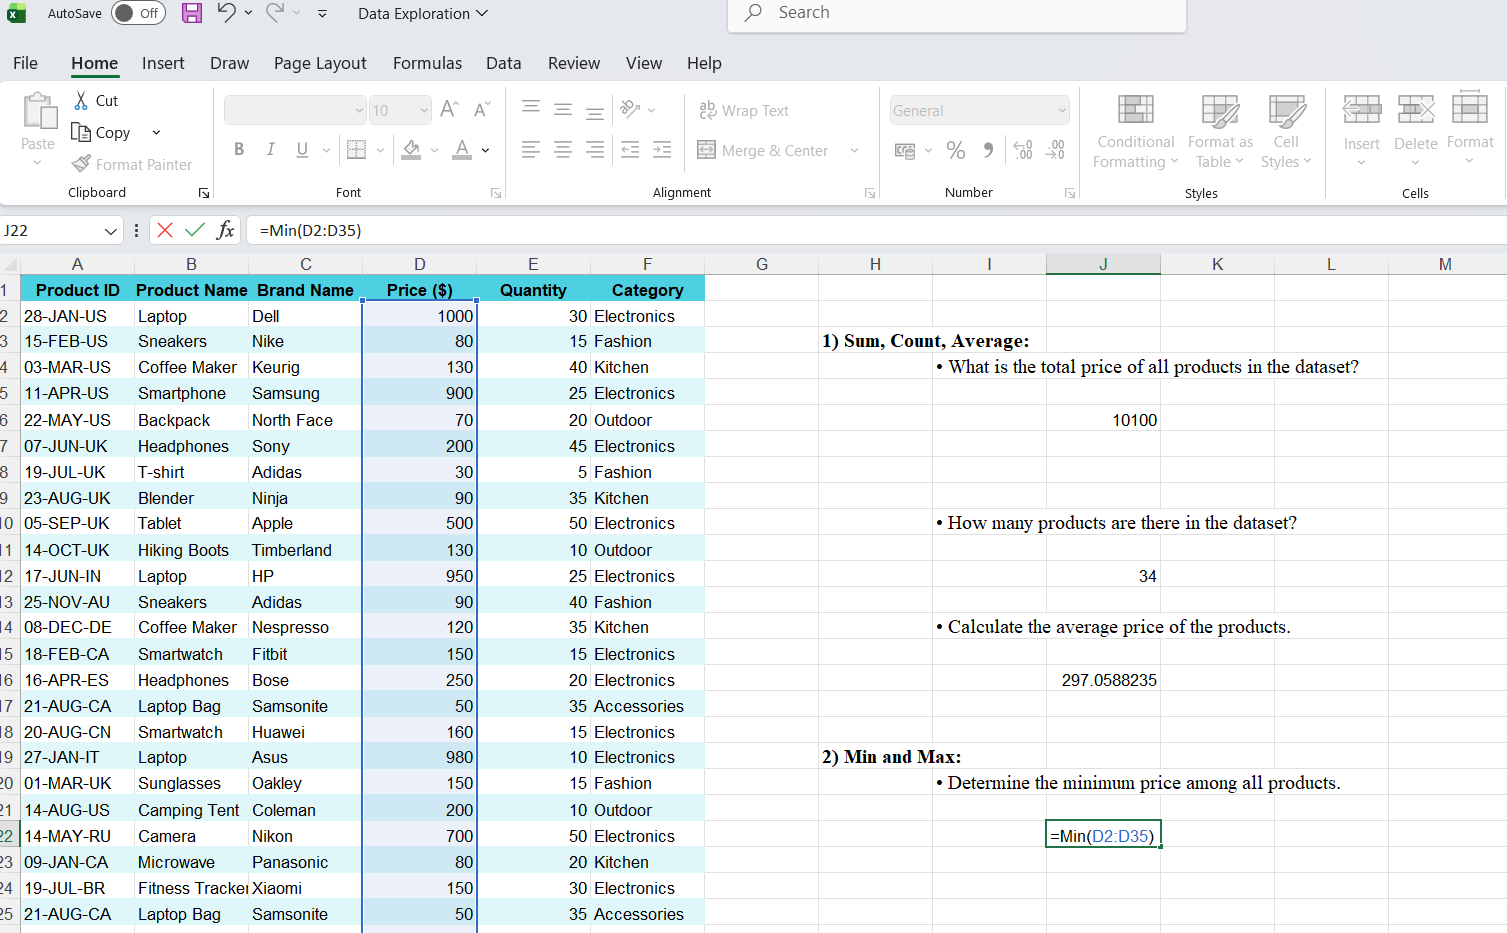 AutoSave Off Data Exploration Search
File Home Insert Draw Page Layout Formulas Data Review View Help
Paste Cut Copy Format Painter Clipboard
10 B I U A A A Font
ab Wrap Text Merge & Center Alignment
General % Number
Conditional Formatting Format as Table Cell Styles Styles
Insert Delete Format Cells
J22 fx =Min(D2:D35)
A B C D E F G H I J K L M
1 Product ID Product Name Brand Name Price ($) Quantity Category
2 28-JAN-US Laptop Dell 1000 30 Electronics
3 15-FEB-US Sneakers Nike 80 15 Fashion 1) Sum, Count, Average:
4 03-MAR-US Coffee Maker Keurig 130 40 Kitchen • What is the total price of all products in the dataset?
5 11-APR-US Smartphone Samsung 900 25 Electronics
6 22-MAY-US Backpack North Face 70 20 Outdoor 10100
7 07-JUN-UK Headphones Sony 200 45 Electronics
8 19-JUL-UK T-shirt Adidas 30 5 Fashion
9 23-AUG-UK Blender Ninja 90 35 Kitchen
10 05-SEP-UK Tablet Apple 500 50 Electronics • How many products are there in the dataset?
11 14-OCT-UK Hiking Boots Timberland 130 10 Outdoor
12 17-JUN-IN Laptop HP 950 25 Electronics 34
13 25-NOV-AU Sneakers Adidas 90 40 Fashion
14 08-DEC-DE Coffee Maker Nespresso 120 35 Kitchen • Calculate the average price of the products.
15 18-FEB-CA Smartwatch Fitbit 150 15 Electronics
16 16-APR-ES Headphones Bose 250 20 Electronics 297.0588235
17 21-AUG-CA Laptop Bag Samsonite 50 35 Accessories
18 20-AUG-CN Smartwatch Huawei 160 15 Electronics
19 27-JAN-IT Laptop Asus 980 10 Electronics 2) Min and Max:
20 01-MAR-UK Sunglasses Oakley 150 15 Fashion • Determine the minimum price among all products.
21 14-AUG-US Camping Tent Coleman 200 10 Outdoor
22 14-MAY-RU Camera Nikon 700 50 Electronics =Min(D2:D35)
23 09-JAN-CA Microwave Panasonic 80 20 Kitchen
24 19-JUL-BR Fitness Tracker Xiaomi 150 30 Electronics
25 21-AUG-CA Laptop Bag Samsonite 50 35 Accessories